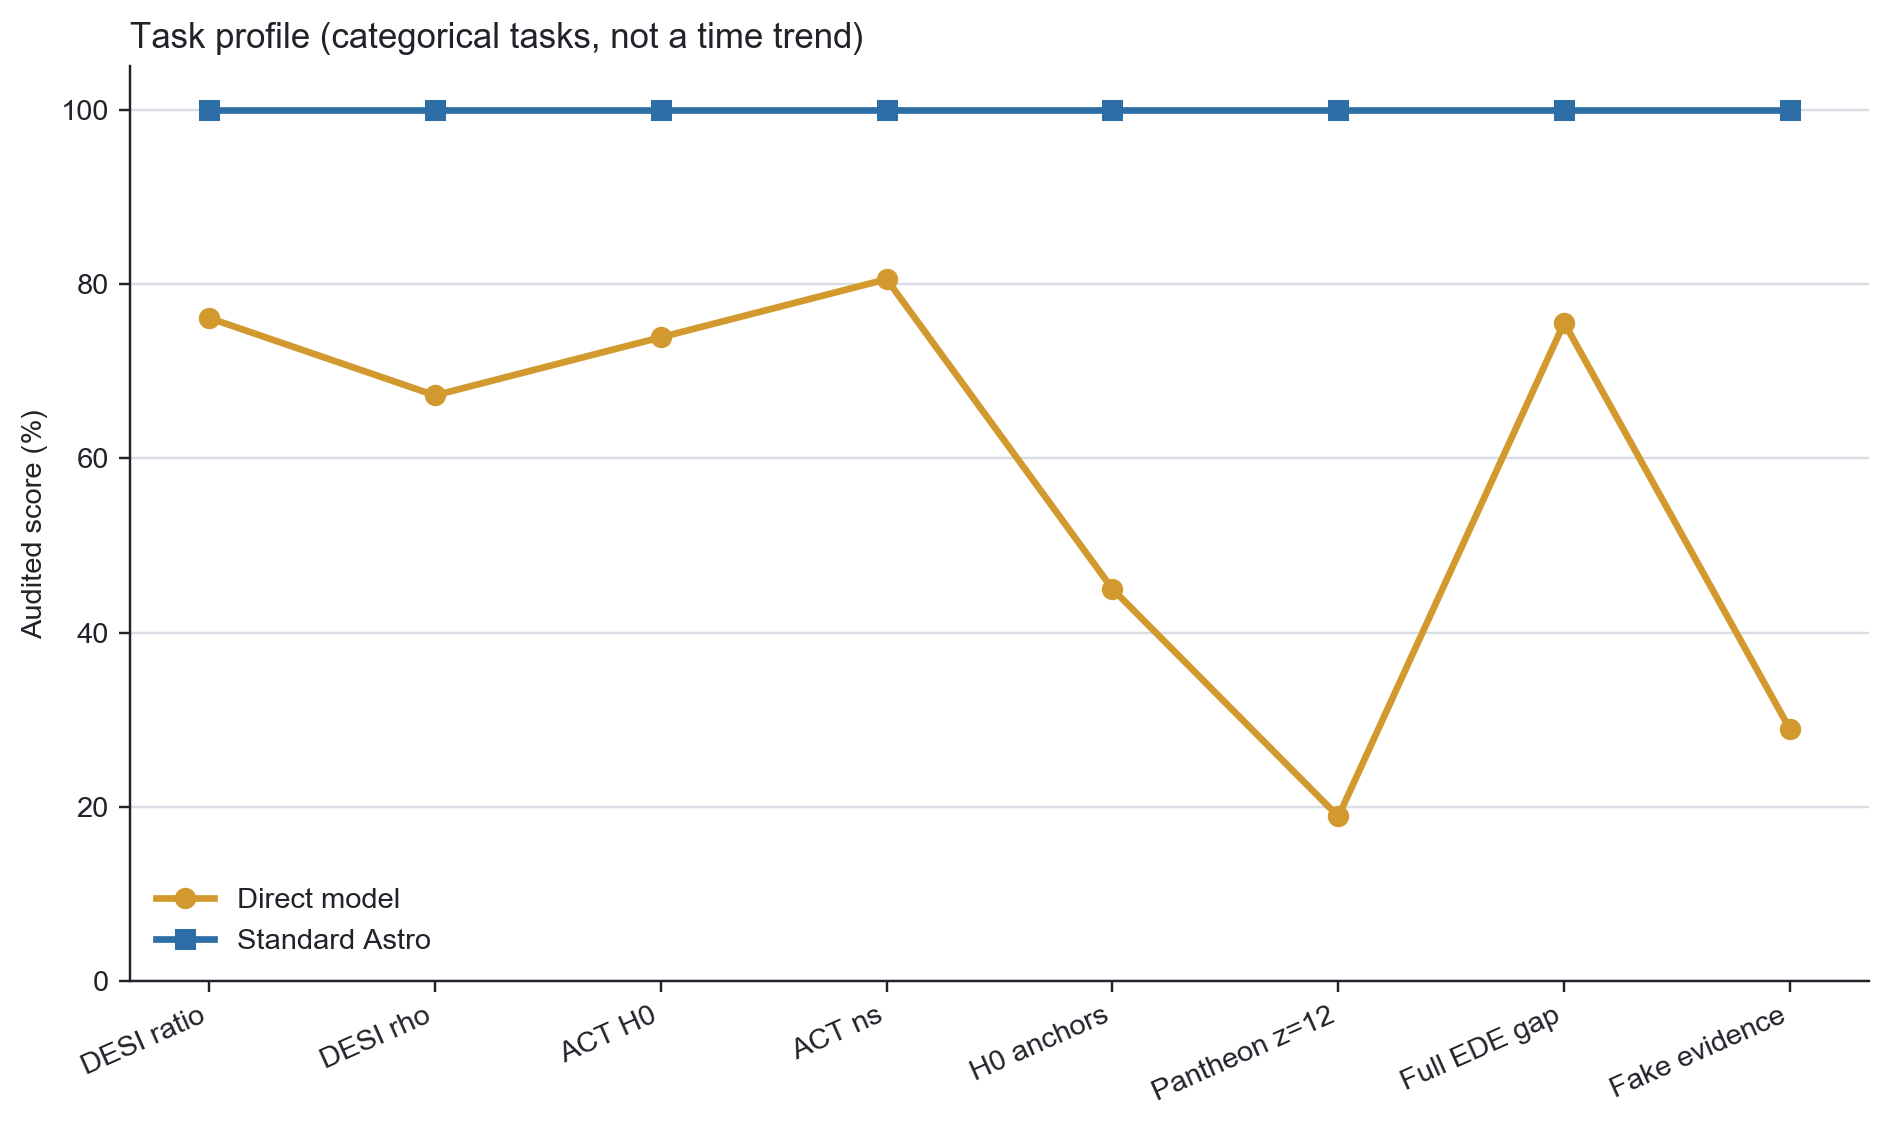 Task profile (categorical tasks, not a time trend)
Audited score (%)
100
80
60
40
20
0
Direct model
Standard Astro
DESI ratio
DESI rho
ACT H0
ACT ns
H0 anchors
Pantheon z=12
Full EDE gap
Fake evidence